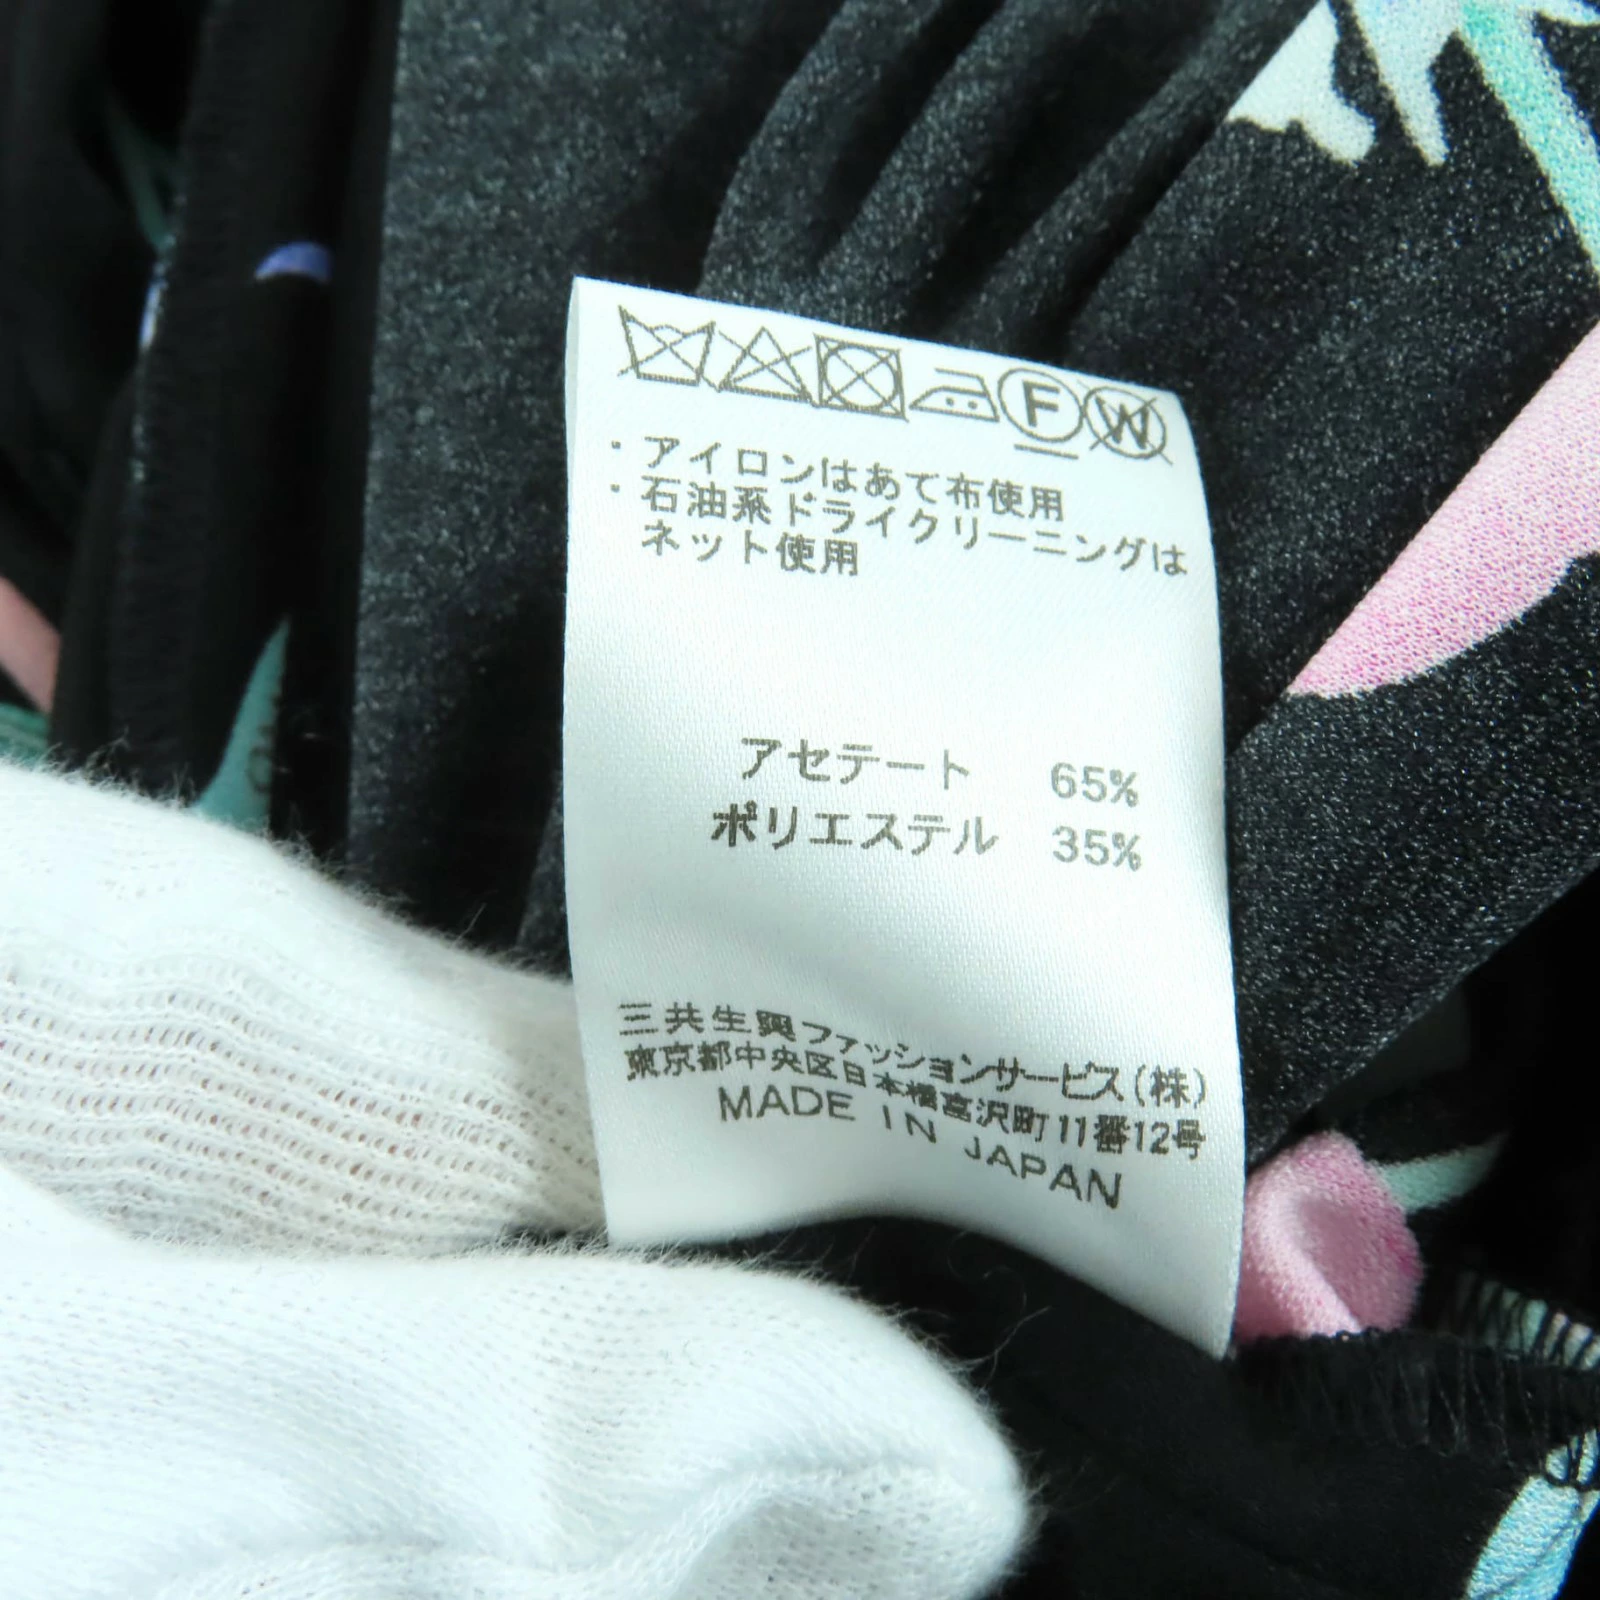 F W
・アイロンはあて布使用
・石油系ドライクリーニングは
ネット使用
アセテート 65%
ポリエステル 35%
三共生興ファッションサービス(株)
東京都中央区日本橋富沢町11番12号
MADE IN JAPAN